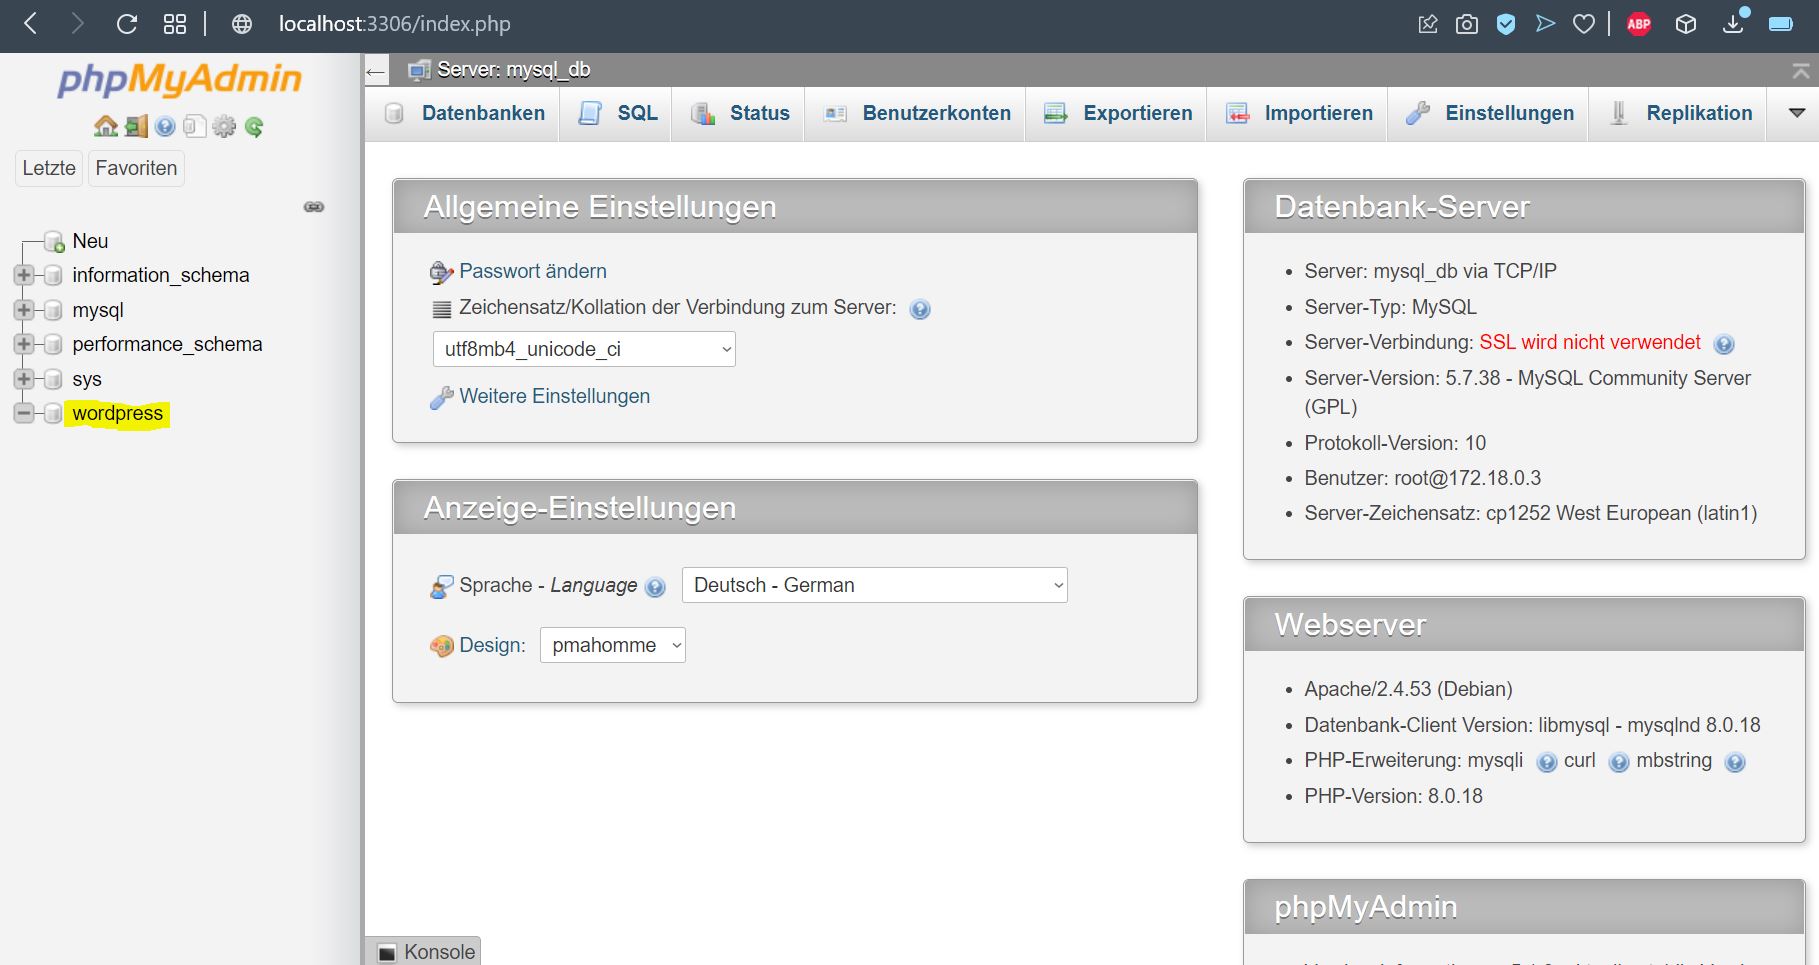 localhost:3306/index.php
ABP
phpMyAdmin
Letzte Favoriten
Neu
information_schema
mysql
performance_schema
sys
wordpress
Server: mysql_db
Datenbanken SQL Status Benutzerkonten Exportieren Importieren Einstellungen Replikation
Allgemeine Einstellungen
Passwort ändern
Zeichensatz/Kollation der Verbindung zum Server:
utf8mb4_unicode_ci
Weitere Einstellungen
Anzeige-Einstellungen
Sprache - Language Deutsch - German
Design: pmahomme
Datenbank-Server
Server: mysql_db via TCP/IP
Server-Typ: MySQL
Server-Verbindung: SSL wird nicht verwendet
Server-Version: 5.7.38 - MySQL Community Server
(GPL)
Protokoll-Version: 10
Benutzer: root@172.18.0.3
Server-Zeichensatz: cp1252 West European (latin1)
Webserver
Apache/2.4.53 (Debian)
Datenbank-Client Version: libmysql - mysqlnd 8.0.18
PHP-Erweiterung: mysqli curl mbstring
PHP-Version: 8.0.18
phpMyAdmin
Konsole